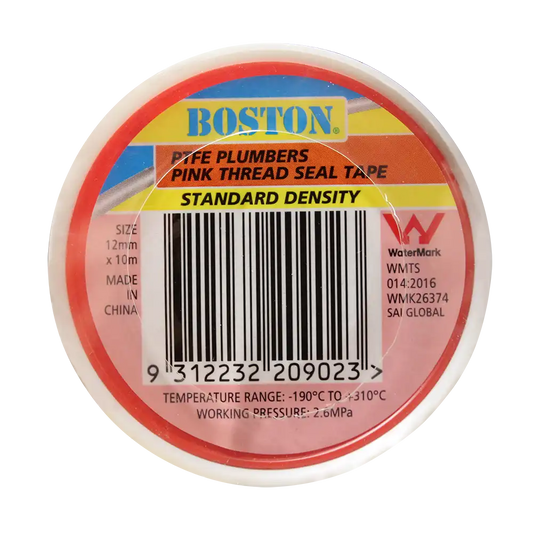 BOSTON®
PTFE PLUMBERS
PINK THREAD SEAL TAPE
STANDARD DENSITY
SIZE
12mm
x 10m
MADE
IN
CHINA
WaterMark
WMTS
014:2016
WMK26374
SAI GLOBAL
9 312232 209023 >
TEMPERATURE RANGE: -190°C TO +310°C
WORKING PRESSURE: 2.6MPa